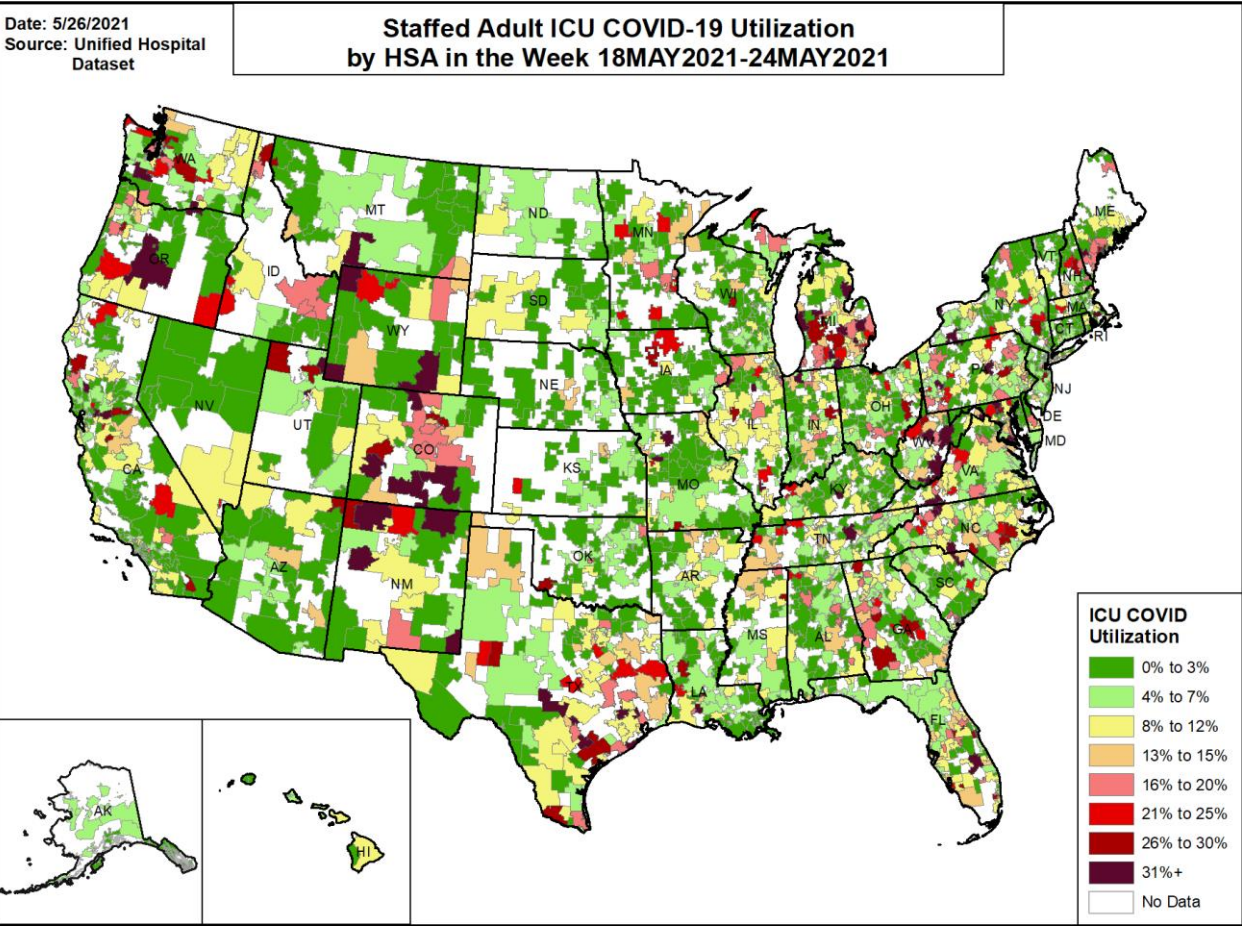 Date: 5/26/2021
Source: Unified Hospital
Dataset
Staffed Adult ICU COVID-19 Utilization
by HSA in the Week 18MAY2021-24MAY2021
WA
MT
ND
MN
ME
OR
ID
SD
WI
MI
VT
NH
NY
MA
CT
RI
WY
IA
NE
PA
NJ
NV
UT
CO
IL
IN
OH
DE
MD
WV
VA
CA
KS
MO
KY
NC
TN
OK
AZ
NM
AR
SC
MS
AL
GA
TX
LA
FL
AK
HI
ICU COVID
Utilization
0% to 3%
4% to 7%
8% to 12%
13% to 15%
16% to 20%
21% to 25%
26% to 30%
31%+
No Data